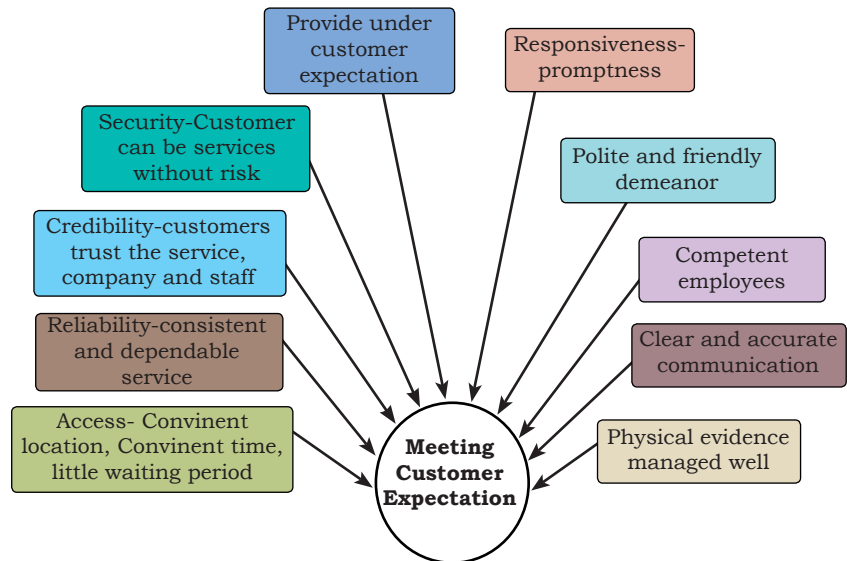 Provide under
customer
expectation
Responsiveness-
promptness
Security-Customer
can be services
without risk
Polite and friendly
demeanor
Credibility-customers
trust the service,
company and staff
Competent
employees
Reliability-consistent
and dependable
service
Clear and accurate
communication
Access- Convinent
location, Convinent time,
little waiting period
Physical evidence
managed well
Meeting
Customer
Expectation